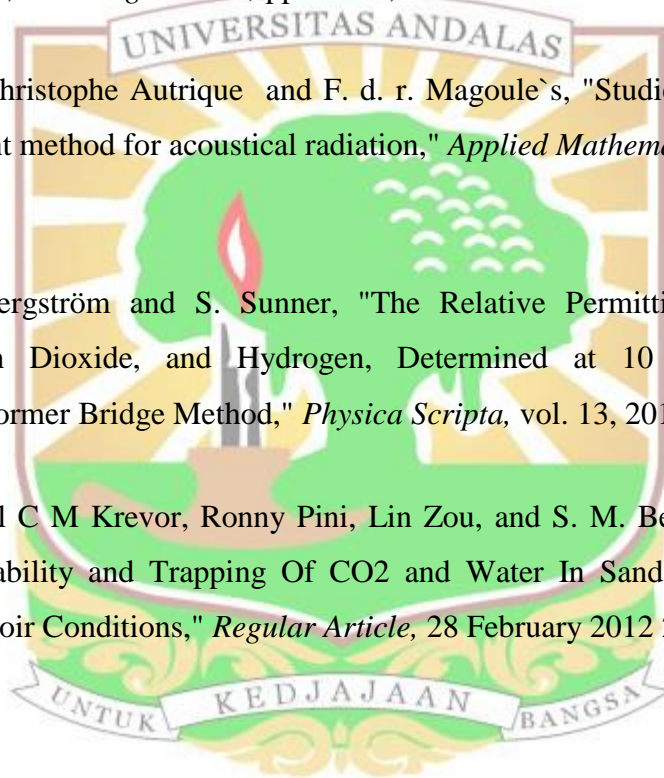 UNIVERSITAS ANDALAS
hristophe Autrique and F. d. r. Magoule`s, "Studie
nt method for acoustical radiation," Applied Mathema
ergström and S. Sunner, "The Relative Permitti
n Dioxide, and Hydrogen, Determined at 10
ormer Bridge Method," Physica Scripta, vol. 13, 201
l C M Krevor, Ronny Pini, Lin Zou, and S. M. Be
ability and Trapping Of CO2 and Water In Sand
oir Conditions," Regular Article, 28 February 2012
UNTUK KEDJAJAAN BANGSA